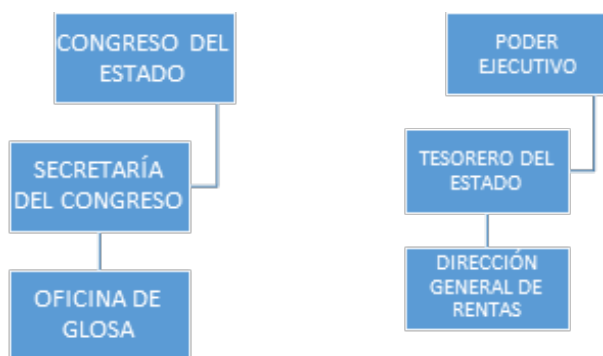 CONGRESO DEL
ESTADO
SECRETARÍA
DEL CONGRESO
OFICINA DE
GLOSA
PODER
EJECUTIVO
TESORERO DEL
ESTADO
DIRECCIÓN
GENERAL DE
RENTAS